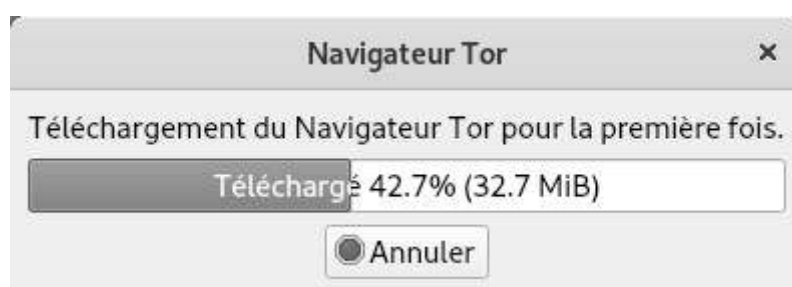 Navigateur Tor ×
Téléchargement du Navigateur Tor pour la première fois.
Téléchargé 42.7% (32.7 MiB)
Annuler